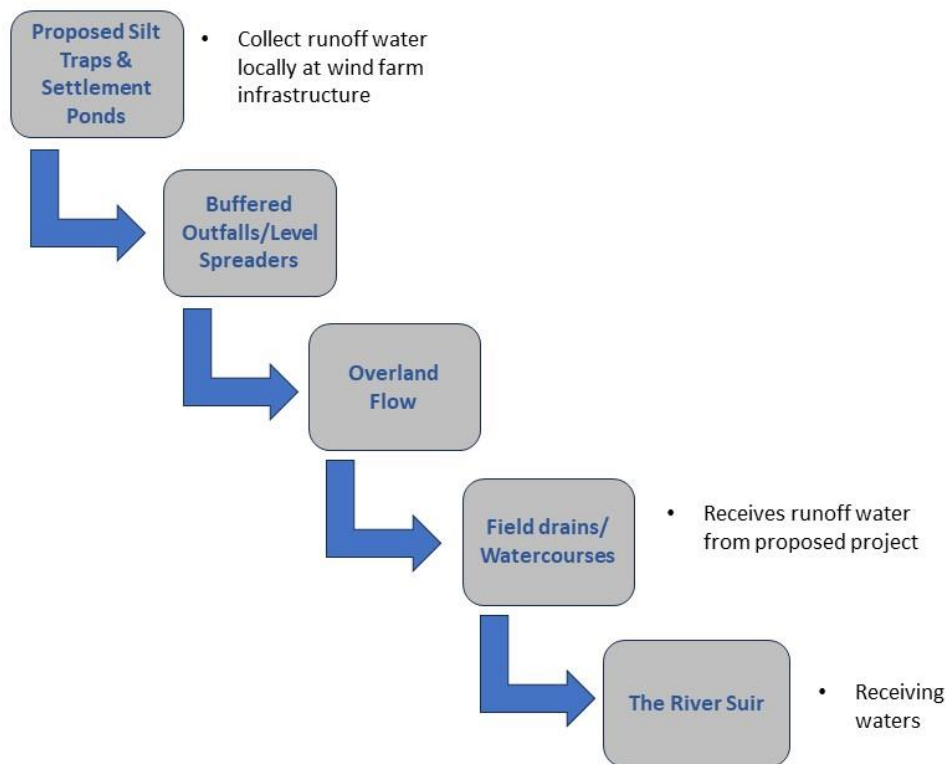 Proposed Silt
Traps &
Settlement
Ponds
• Collect runoff water
locally at wind farm
infrastructure
Buffered
Outfalls/Level
Spreaders
Overland
Flow
Field drains/
Watercourses
• Receives runoff water
from proposed project
The River Suir
• Receiving
waters